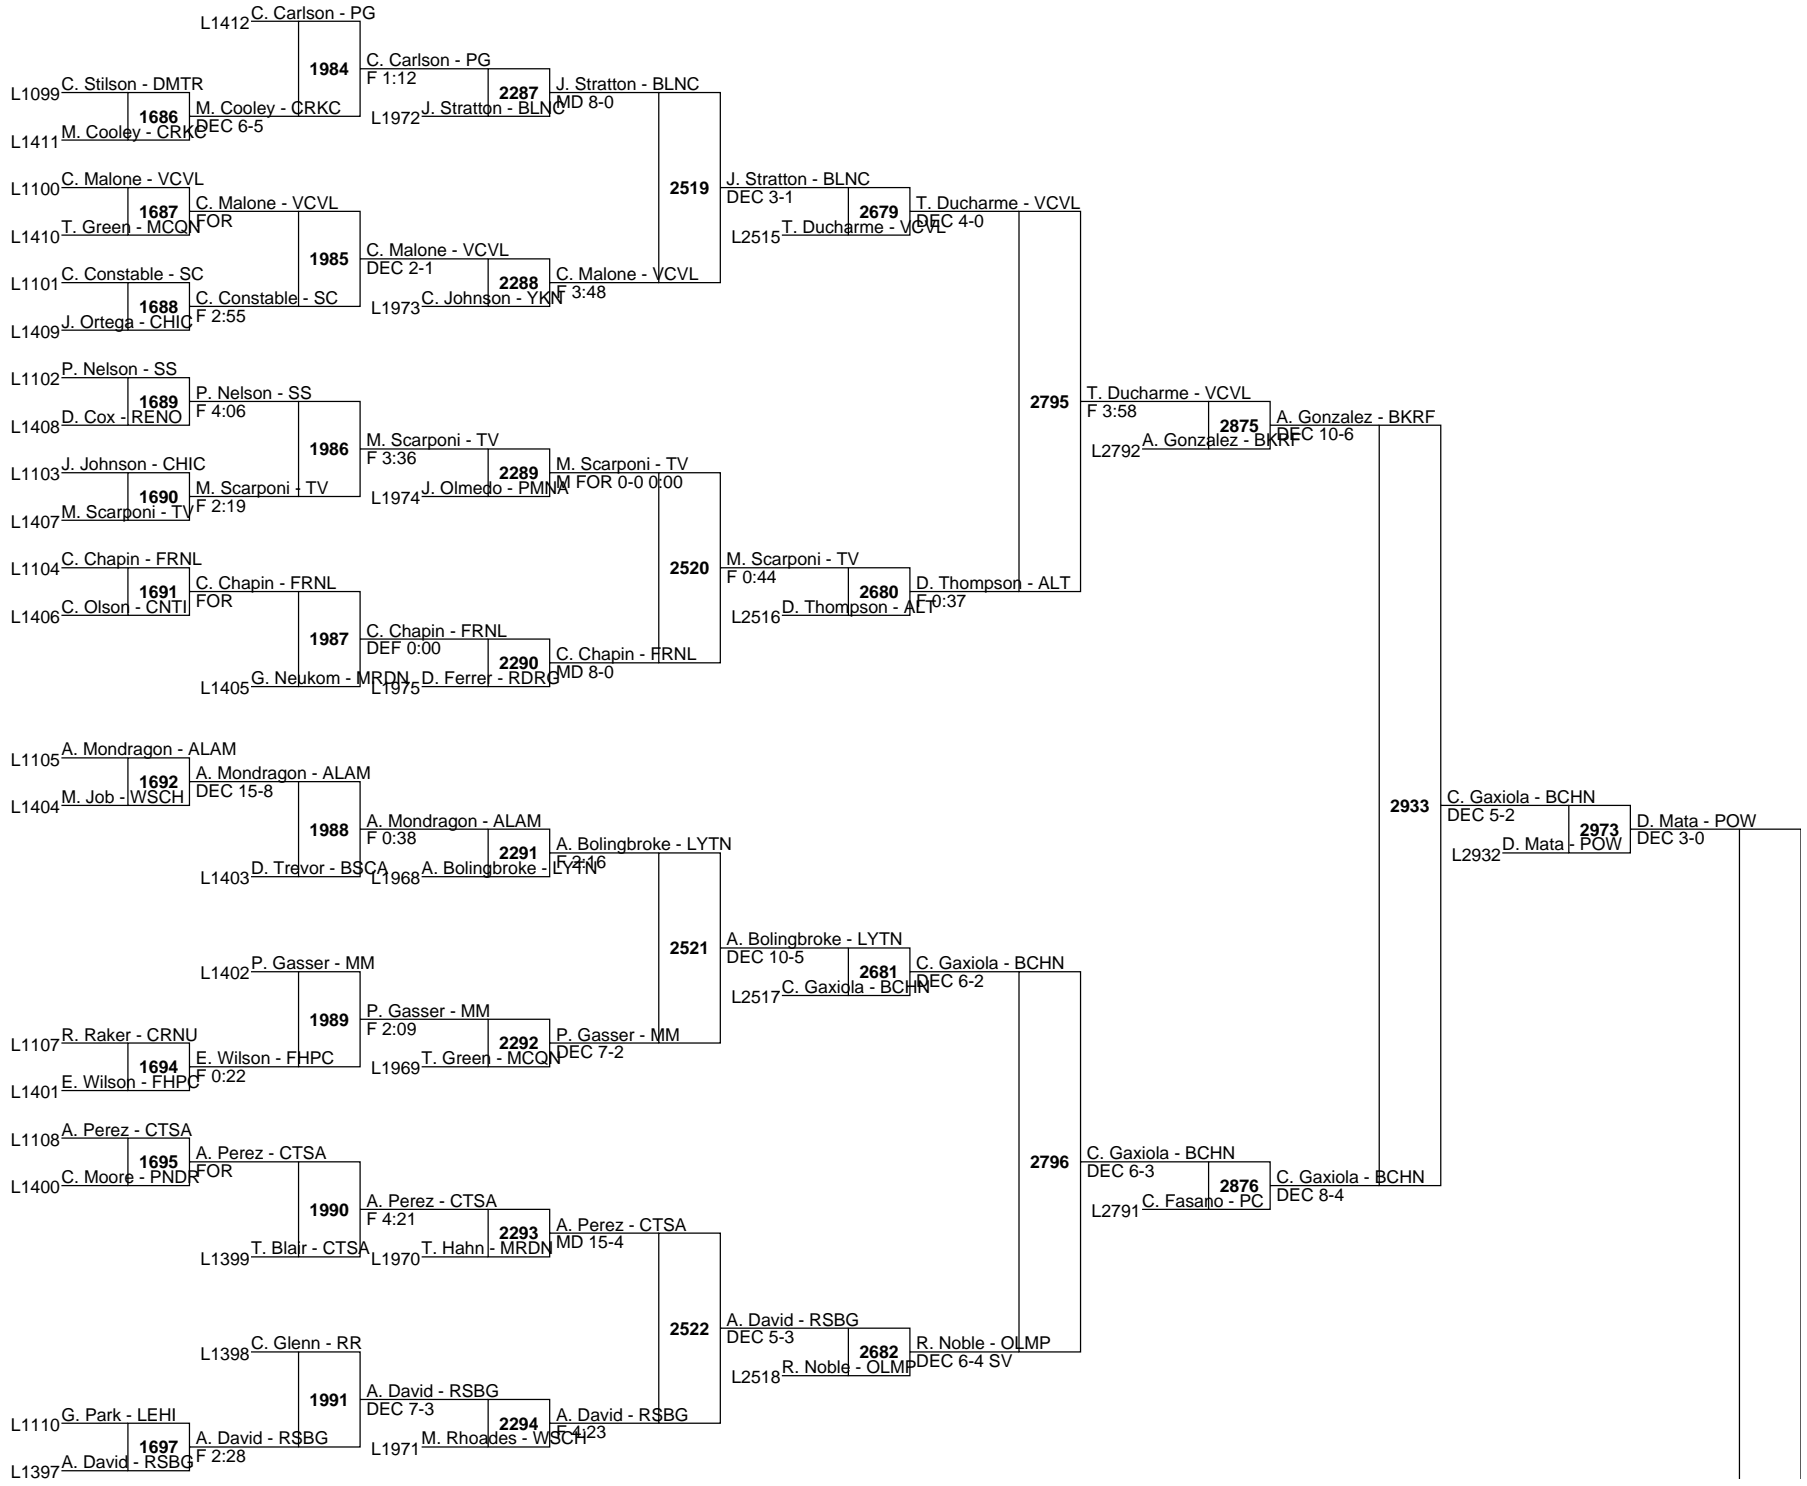 L1412 C. Carlson - PG
1984
C. Carlson - PG
F 1:12
L1099 C. Stilson - DMTR
1686
L1411 M. Cooley - CRKC
M. Cooley - CRKC
DEC 6-5
2287
L1972 J. Stratton - BLNC
J. Stratton - BLNC
MD 8-0
L1100 C. Malone - VCVL
1687
L1410 T. Green - MCQN
C. Malone - VCVL
FOR
1985
C. Malone - VCVL
DEC 2-1
L1101 C. Constable - SC
1688
L1409 J. Ortega - CHIC
C. Constable - SC
F 2:55
2288
L1973 C. Johnson - YKN
C. Malone - VCVL
F 3:48
2519
J. Stratton - BLNC
DEC 3-1
2679
L2515 T. Ducharme - VCVL
T. Ducharme - VCVL
DEC 4-0
L1102 P. Nelson - SS
1689
L1408 D. Cox - RENO
P. Nelson - SS
F 4:06
1986
M. Scarponi - TV
F 3:36
L1103 J. Johnson - CHIC
1690
L1407 M. Scarponi - TV
M. Scarponi - TV
F 2:19
2289
L1974 J. Olmedo - PMNA
M. Scarponi - TV
M FOR 0-0 0:00
L1104 C. Chapin - FRNL
1691
L1406 C. Olson - CNTI
C. Chapin - FRNL
FOR
1987
C. Chapin - FRNL
DEF 0:00
L1405 G. Neukom - MRDN
2290
L1975 D. Ferrer - RDRG
C. Chapin - FRNL
MD 8-0
2520
M. Scarponi - TV
F 0:44
2680
L2516 D. Thompson - ALT
D. Thompson - ALT
F 0:37
2795
T. Ducharme - VCVL
F 3:58
2875
L2792 A. Gonzalez - BKRF
A. Gonzalez - BKRF
DEC 10-6
L1105 A. Mondragon - ALAM
1692
L1404 M. Job - WSCH
A. Mondragon - ALAM
DEC 15-8
1988
L1403 D. Trevor - BSCA
A. Mondragon - ALAM
F 0:38
2291
L1968 A. Bolingbroke - LYTN
A. Bolingbroke - LYTN
F 2:16
L1402 P. Gasser - MM
1989
P. Gasser - MM
F 2:09
L1107 R. Raker - CRNU
1694
L1401 E. Wilson - FHPC
E. Wilson - FHPC
F 0:22
2292
L1969 T. Green - MCQN
P. Gasser - MM
DEC 7-2
2521
A. Bolingbroke - LYTN
DEC 10-5
2681
L2517 C. Gaxiola - BCHN
C. Gaxiola - BCHN
DEC 6-2
L1108 A. Perez - CTSA
1695
L1400 C. Moore - PNDR
A. Perez - CTSA
FOR
1990
L1399 T. Blair - CTSA
A. Perez - CTSA
F 4:21
2293
L1970 T. Hahn - MRDN
A. Perez - CTSA
MD 15-4
L1398 C. Glenn - RR
1991
A. David - RSBG
DEC 7-3
L1110 G. Park - LEHI
1697
L1397 A. David - RSBG
A. David - RSBG
F 2:28
2294
L1971 M. Rhoades - WSCH
A. David - RSBG
F 4:23
2522
A. David - RSBG
DEC 5-3
2682
L2518 R. Noble - OLMP
R. Noble - OLMP
DEC 6-4 SV
2796
C. Gaxiola - BCHN
DEC 6-3
2876
L2791 C. Fasano - PC
C. Gaxiola - BCHN
DEC 8-4
2933
C. Gaxiola - BCHN
DEC 5-2
2973
L2932 D. Mata - POW
D. Mata - POW
DEC 3-0